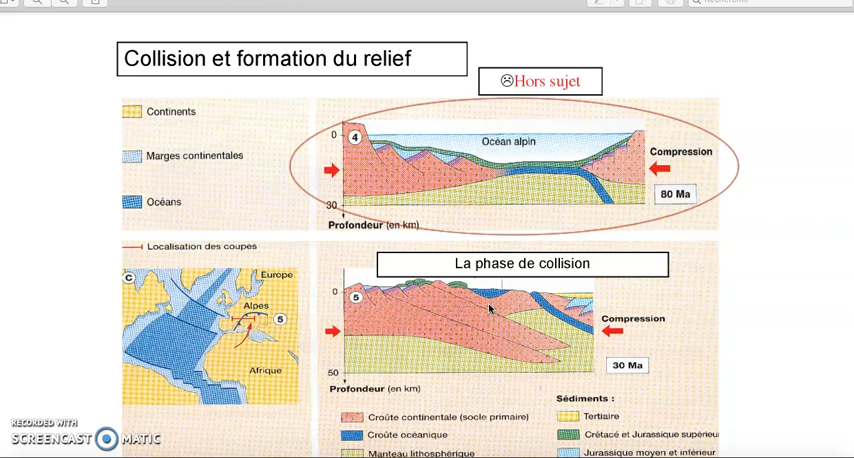 Collision et formation du relief
☹Hors sujet
Continents
Marges continentales
Océans
0
4
Océan alpin
Compression
80 Ma
30
Profondeur (en km)
Localisation des coupes
La phase de collision
C
Europe
Alpes
5
Afrique
0
5
Compression
30 Ma
50
Profondeur (en km)
Sédiments :
Croûte continentale (socle primaire)
Tertiaire
Croûte océanique
Crétacé et Jurassique supérieur
Manteau lithosphérique
Jurassique moyen et inférieur
RECORDED WITH
SCREENCAST MATIC